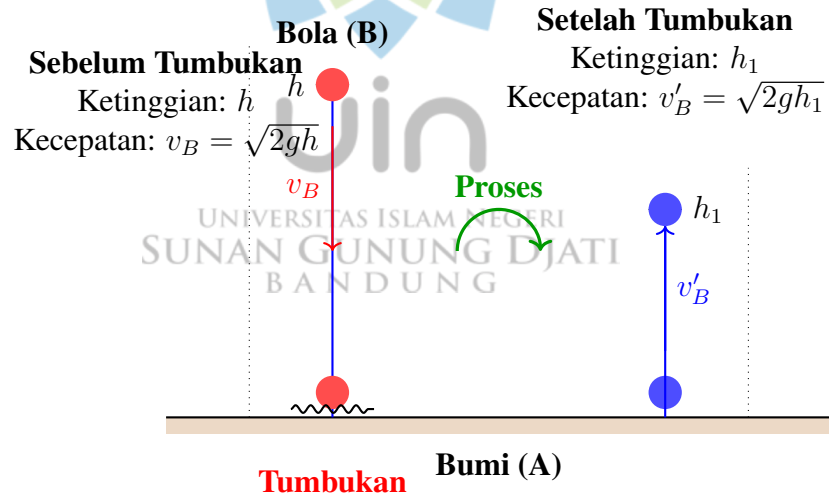 Bola (B)
Sebelum Tumbukan
Ketinggian: h
Kecepatan: v_B = √2gh
h
Setelah Tumbukan
Ketinggian: h₁
Kecepatan: v′_B = √2gh₁
uin
v_B
Proses
h₁
UNIVERSITAS ISLAM NEGERI
SUNAN GUNUNG DJATI
BANDUNG
v′_B
Bumi (A)
Tumbukan